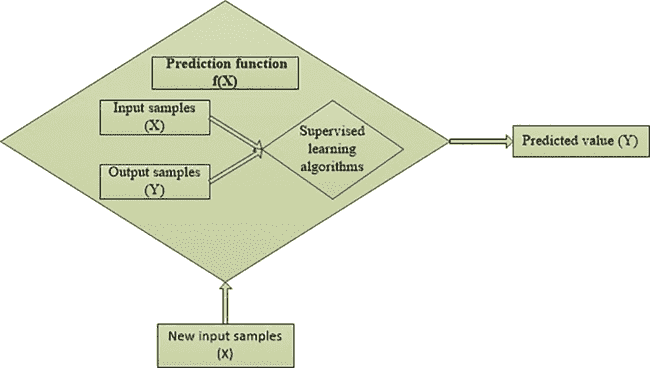 Prediction function
f(X)
Input samples
(X)
Supervised
learning
algorithms
Output samples
(Y)
Predicted value (Y)
New input samples
(X)